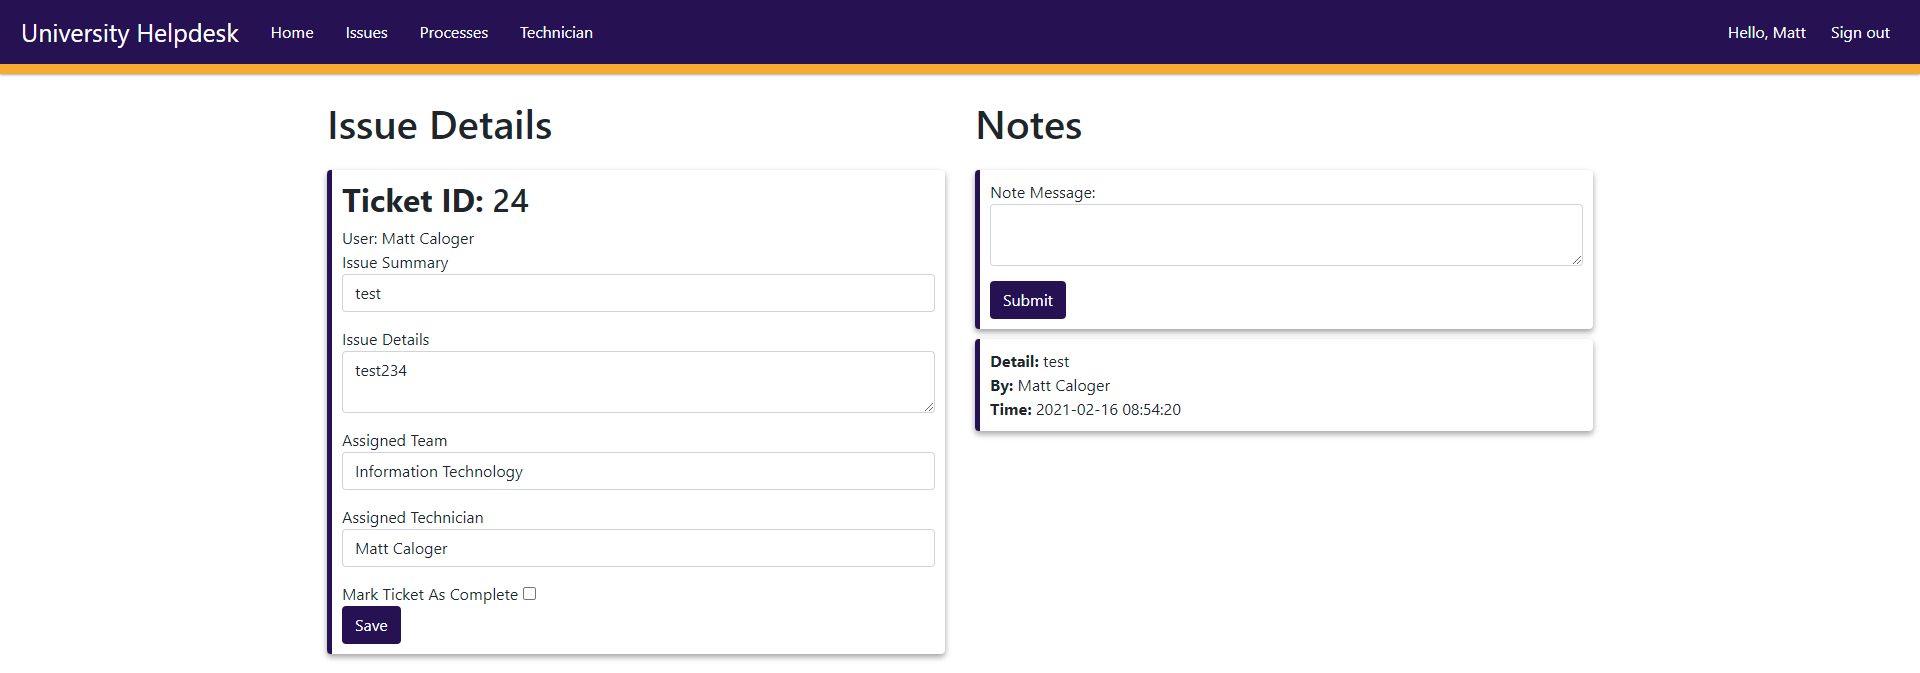 University Helpdesk Home Issues Processes Technician Hello, Matt Sign out
Issue Details
Ticket ID: 24
User: Matt Caloger
Issue Summary
test
Issue Details
test234
Assigned Team
Information Technology
Assigned Technician
Matt Caloger
Mark Ticket As Complete
Save
Notes
Note Message:
Submit
Detail: test
By: Matt Caloger
Time: 2021-02-16 08:54:20